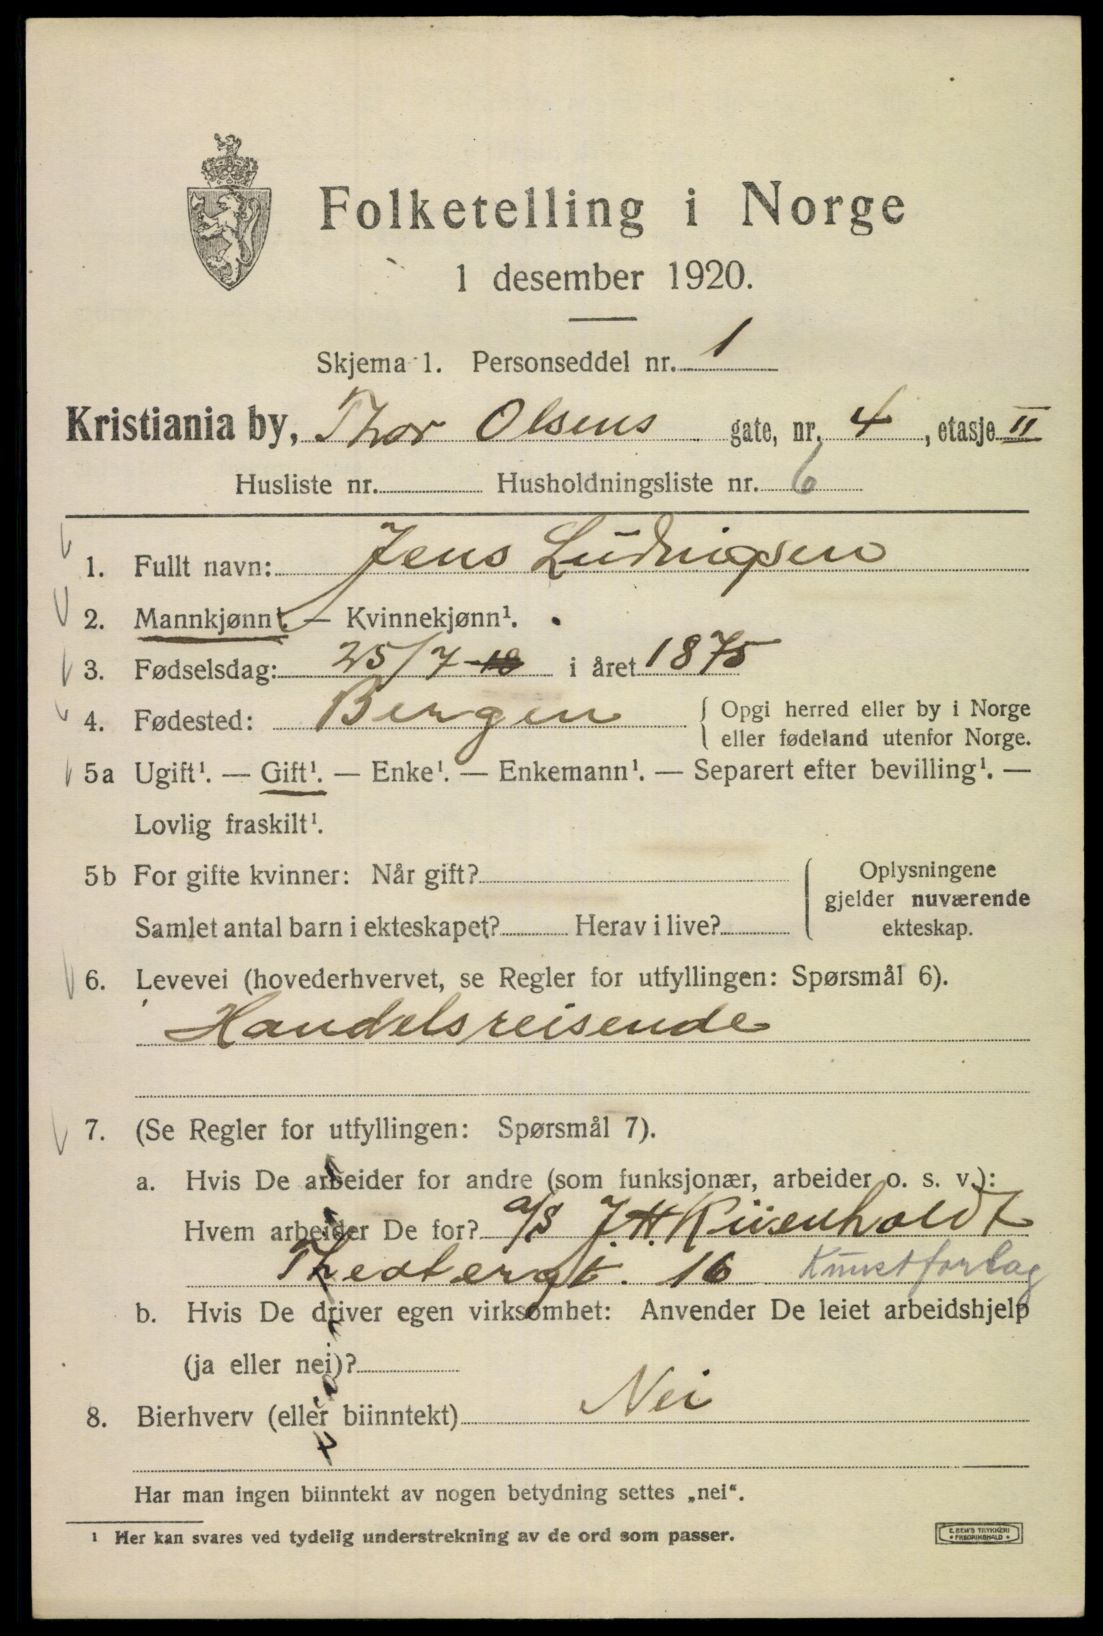 Folketelling i Norge
1 desember 1920.
Skjema 1. Personseddel nr. 1
Kristiania by, Thor Olsens gate, nr. 4, etasje II
Husliste nr. Husholdningsliste nr. 6
1. Fullt navn: Jens Ludvigsen
2. Mannkjønn¹. — Kvinnekjønn¹.
3. Fødselsdag: 25/7 18 i året 1875
4. Fødested: Bergen { Opgi herred eller by i Norge
eller fødeland utenfor Norge.
5a Ugift¹. — Gift¹. — Enke¹. — Enkemann¹. — Separert efter bevilling¹. —
Lovlig fraskilt¹.
5b For gifte kvinner: Når gift? { Oplysningene
gjelder nuværende
Samlet antal barn i ekteskapet? Herav i live? ekteskap.
6. Levevei (hovederhvervet, se Regler for utfyllingen: Spørsmål 6).
Handelsreisende
7. (Se Regler for utfyllingen: Spørsmål 7).
a. Hvis De arbeider for andre (som funksjonær, arbeider o. s. v.):
Hvem arbeider De for? a/s J.H. Küenholdt
16 Kunstforlag
b. Hvis De driver egen virksomhet: Anvender De leiet arbeidshjelp
(ja eller nei)?
8. Bierhverv (eller biinntekt) Nei
Har man ingen biinntekt av nogen betydning settes „nei“.
¹ Her kan svares ved tydelig understrekning av de ord som passer.
E. SEM'S TRYKKERI
FREDRIKSHALD